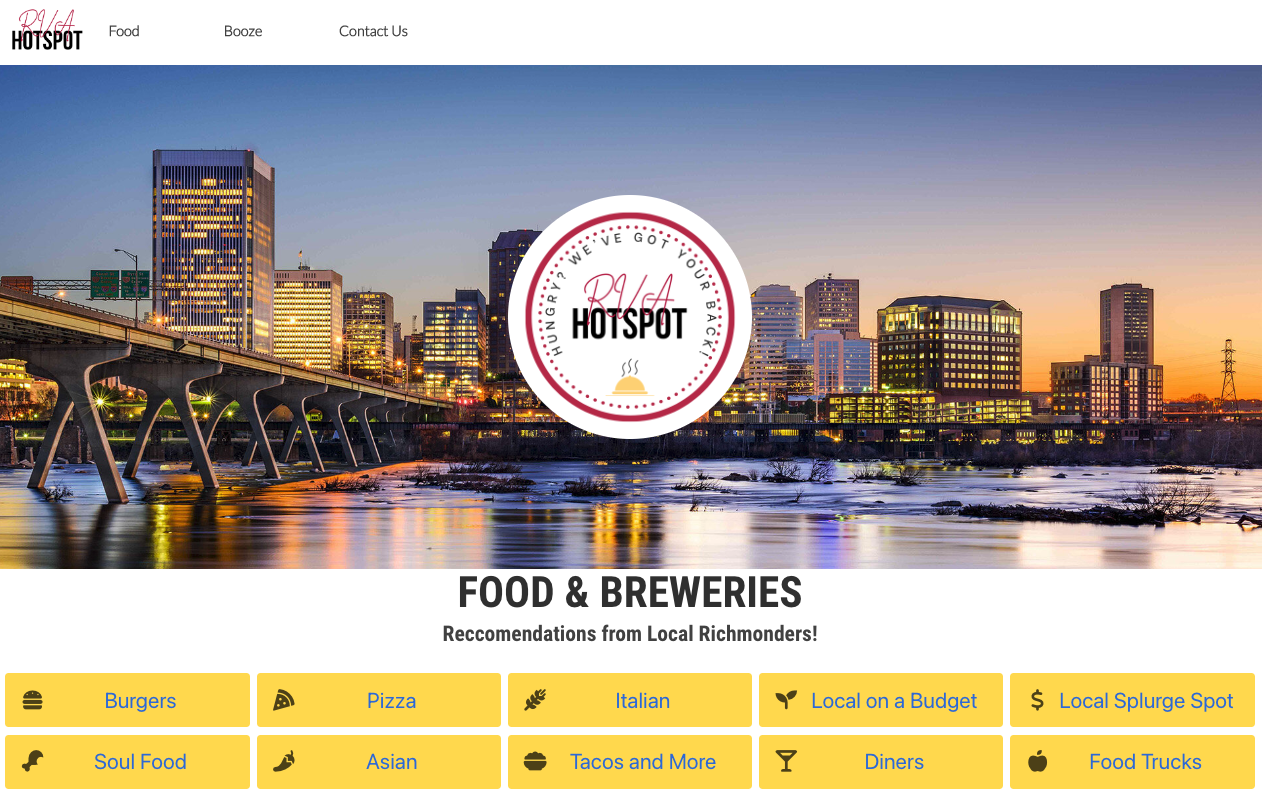 RVA
HOTSPOT
Food
Booze
Contact Us
HUNGRY? WE'VE GOT YOUR BACK!
RVA
HOTSPOT
FOOD & BREWERIES
Reccomendations from Local Richmonders!
Burgers
Pizza
Italian
Local on a Budget
Local Splurge Spot
Soul Food
Asian
Tacos and More
Diners
Food Trucks